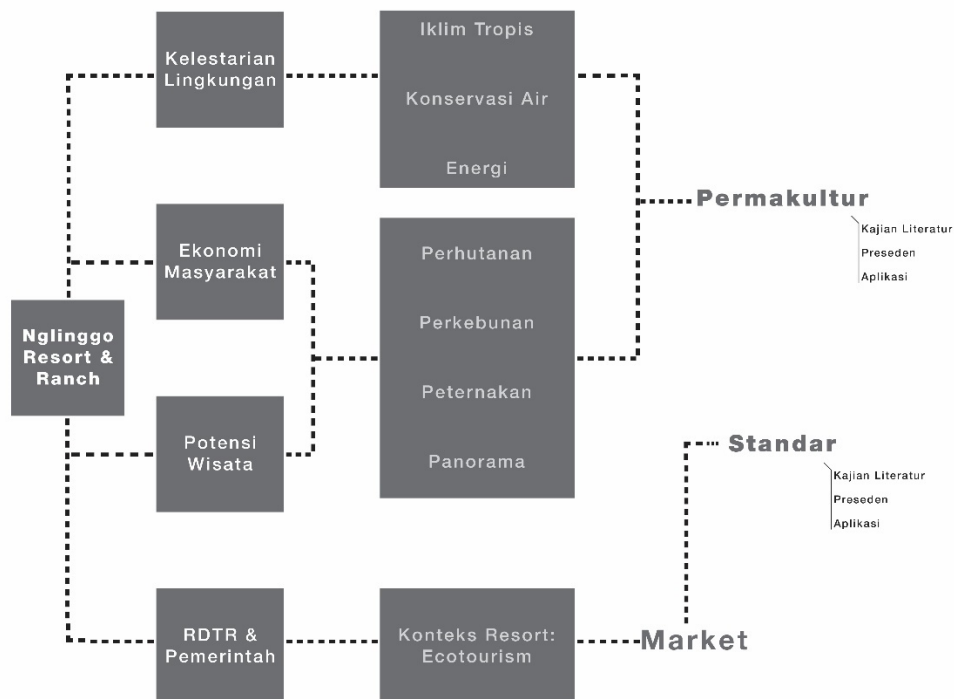 Nglinggo
Resort &
Ranch
Kelestarian
Lingkungan
Ekonomi
Masyarakat
Potensi
Wisata
RDTR &
Pemerintah
Iklim Tropis
Konservasi Air
Energi
Perhutanan
Perkebunan
Peternakan
Panorama
Konteks Resort:
Ecotourism
Permakultur
Kajian Literatur
Preseden
Aplikasi
Standar
Kajian Literatur
Preseden
Aplikasi
Market